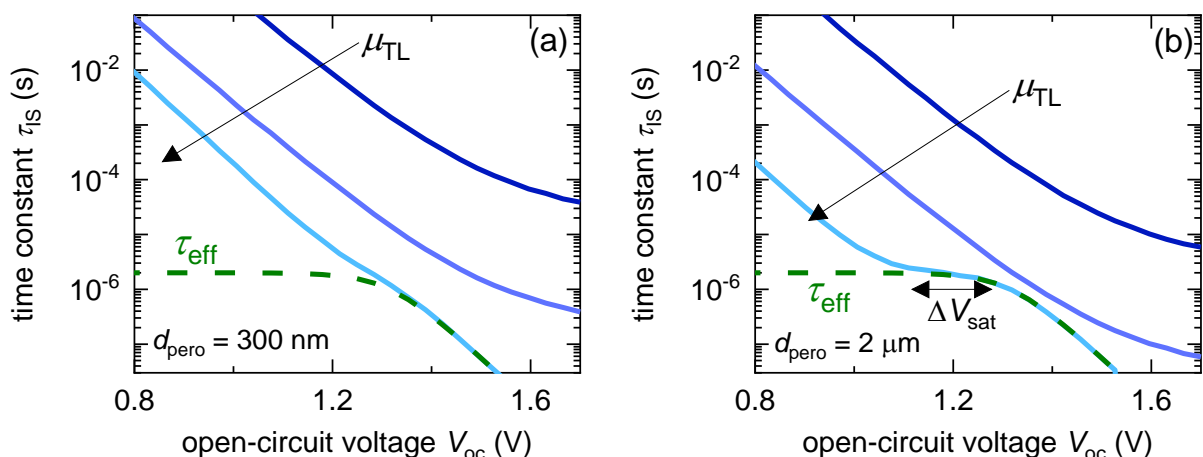 (a)
μTL
time constant τIS (s)
10⁻²
10⁻⁴
10⁻⁶
τeff
dpero = 300 nm
0.8 1.2 1.6
open-circuit voltage Voc (V)
(b)
μTL
time constant τIS (s)
10⁻²
10⁻⁴
10⁻⁶
τeff
ΔVsat
dpero = 2 μm
0.8 1.2 1.6
open-circuit voltage Voc (V)